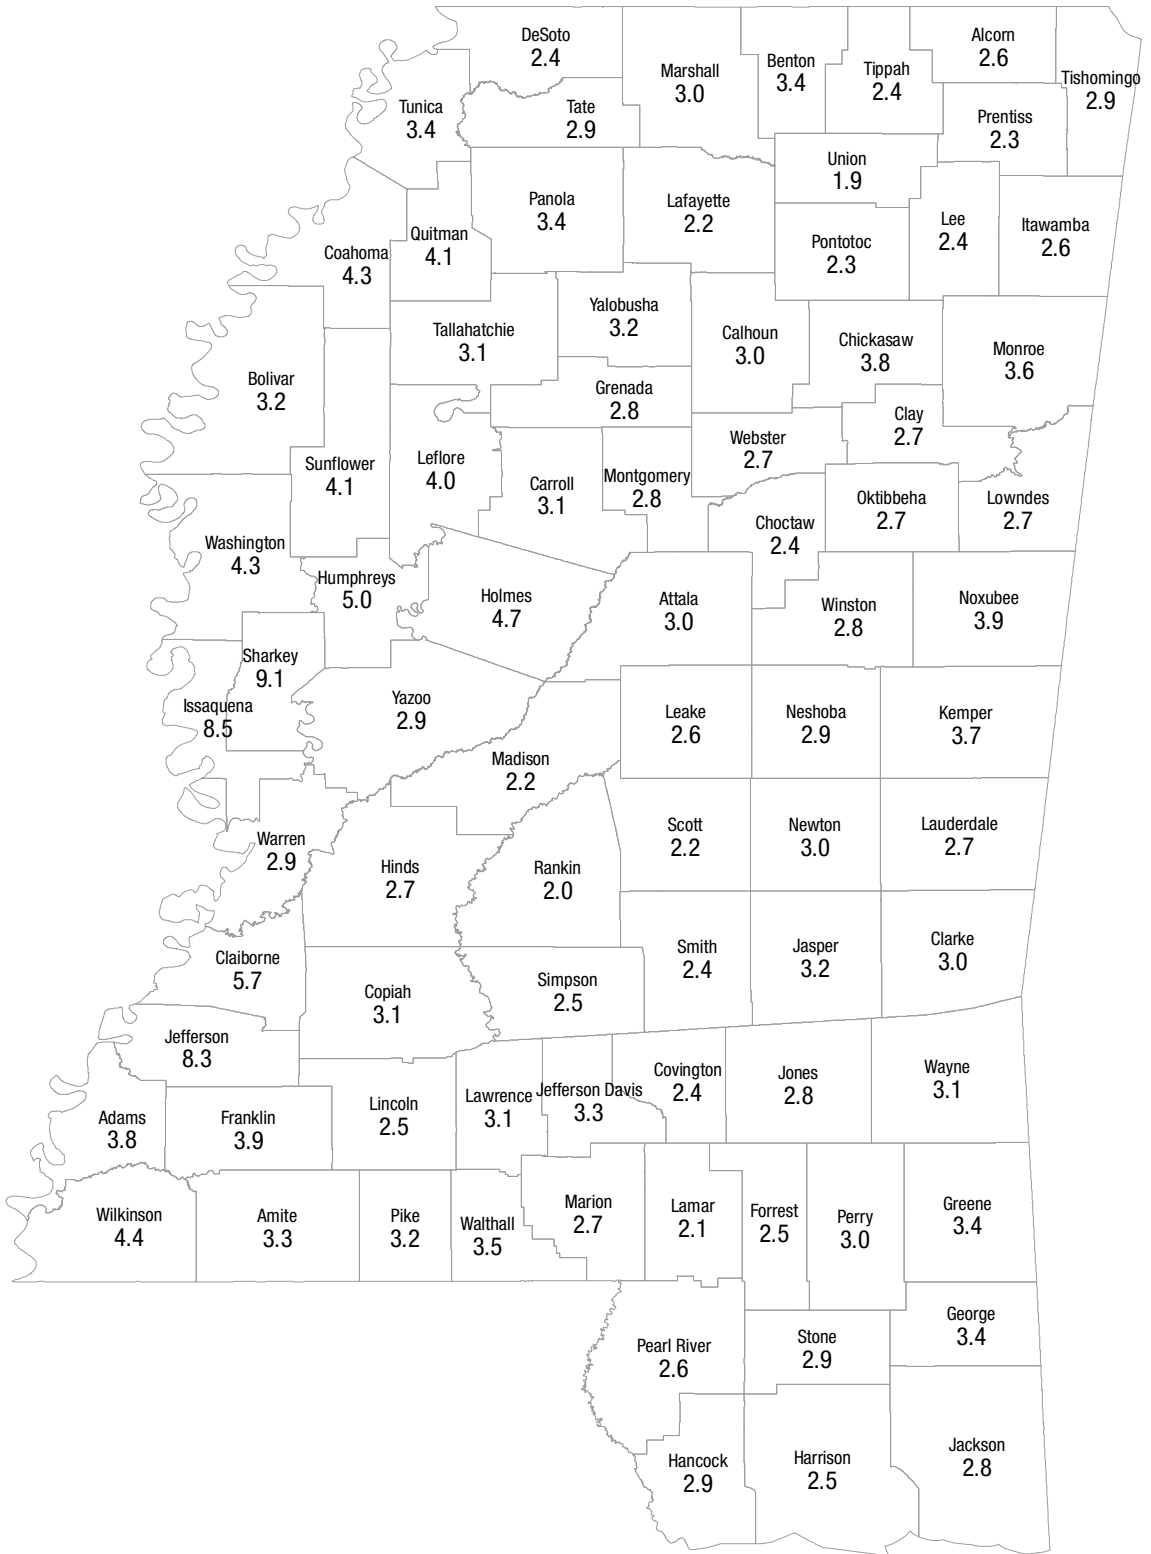 DeSoto
2.4
Marshall
3.0
Benton
3.4
Tippah
2.4
Alcorn
2.6
Tishomingo
2.9
Tunica
3.4
Tate
2.9
Prentiss
2.3
Union
1.9
Panola
3.4
Lafayette
2.2
Pontotoc
2.3
Lee
2.4
Itawamba
2.6
Coahoma
4.3
Quitman
4.1
Tallahatchie
3.1
Yalobusha
3.2
Calhoun
3.0
Chickasaw
3.8
Monroe
3.6
Bolivar
3.2
Grenada
2.8
Clay
2.7
Sunflower
4.1
Leflore
4.0
Carroll
3.1
Montgomery
2.8
Webster
2.7
Oktibbeha
2.7
Lowndes
2.7
Choctaw
2.4
Washington
4.3
Humphreys
5.0
Holmes
4.7
Attala
3.0
Winston
2.8
Noxubee
3.9
Sharkey
9.1
Issaquena
8.5
Yazoo
2.9
Leake
2.6
Neshoba
2.9
Kemper
3.7
Madison
2.2
Warren
2.9
Hinds
2.7
Rankin
2.0
Scott
2.2
Newton
3.0
Lauderdale
2.7
Claiborne
5.7
Copiah
3.1
Simpson
2.5
Smith
2.4
Jasper
3.2
Clarke
3.0
Jefferson
8.3
Adams
3.8
Franklin
3.9
Lincoln
2.5
Lawrence
3.1
Jefferson Davis
3.3
Covington
2.4
Jones
2.8
Wayne
3.1
Wilkinson
4.4
Amite
3.3
Pike
3.2
Walthall
3.5
Marion
2.7
Lamar
2.1
Forrest
2.5
Perry
3.0
Greene
3.4
Pearl River
2.6
Stone
2.9
George
3.4
Hancock
2.9
Harrison
2.5
Jackson
2.8